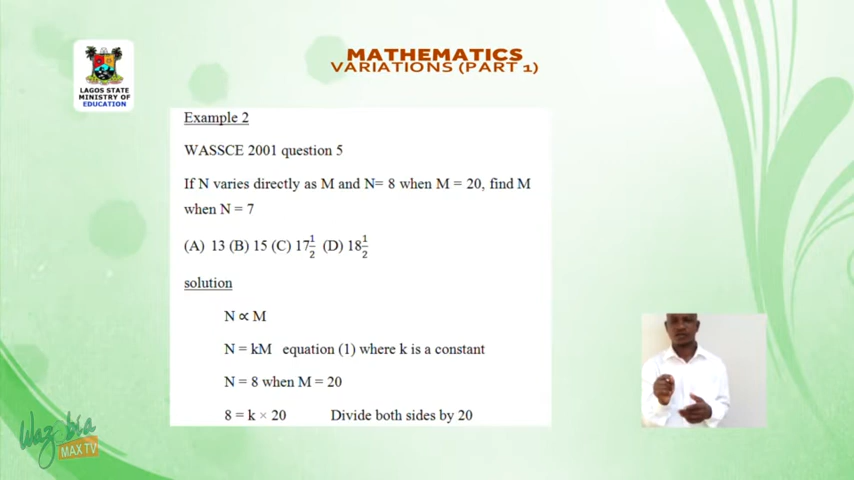 LAGOS STATE
MINISTRY OF
EDUCATION
MATHEMATICS
VARIATIONS (PART 1)
Example 2
WASSCE 2001 question 5
If N varies directly as M and N= 8 when M = 20, find M
when N = 7
(A) 13 (B) 15 (C) 17½ (D) 18½
solution
N ∝ M
N = kM equation (1) where k is a constant
N = 8 when M = 20
8 = k × 20 Divide both sides by 20
Wazobia
MAX TV